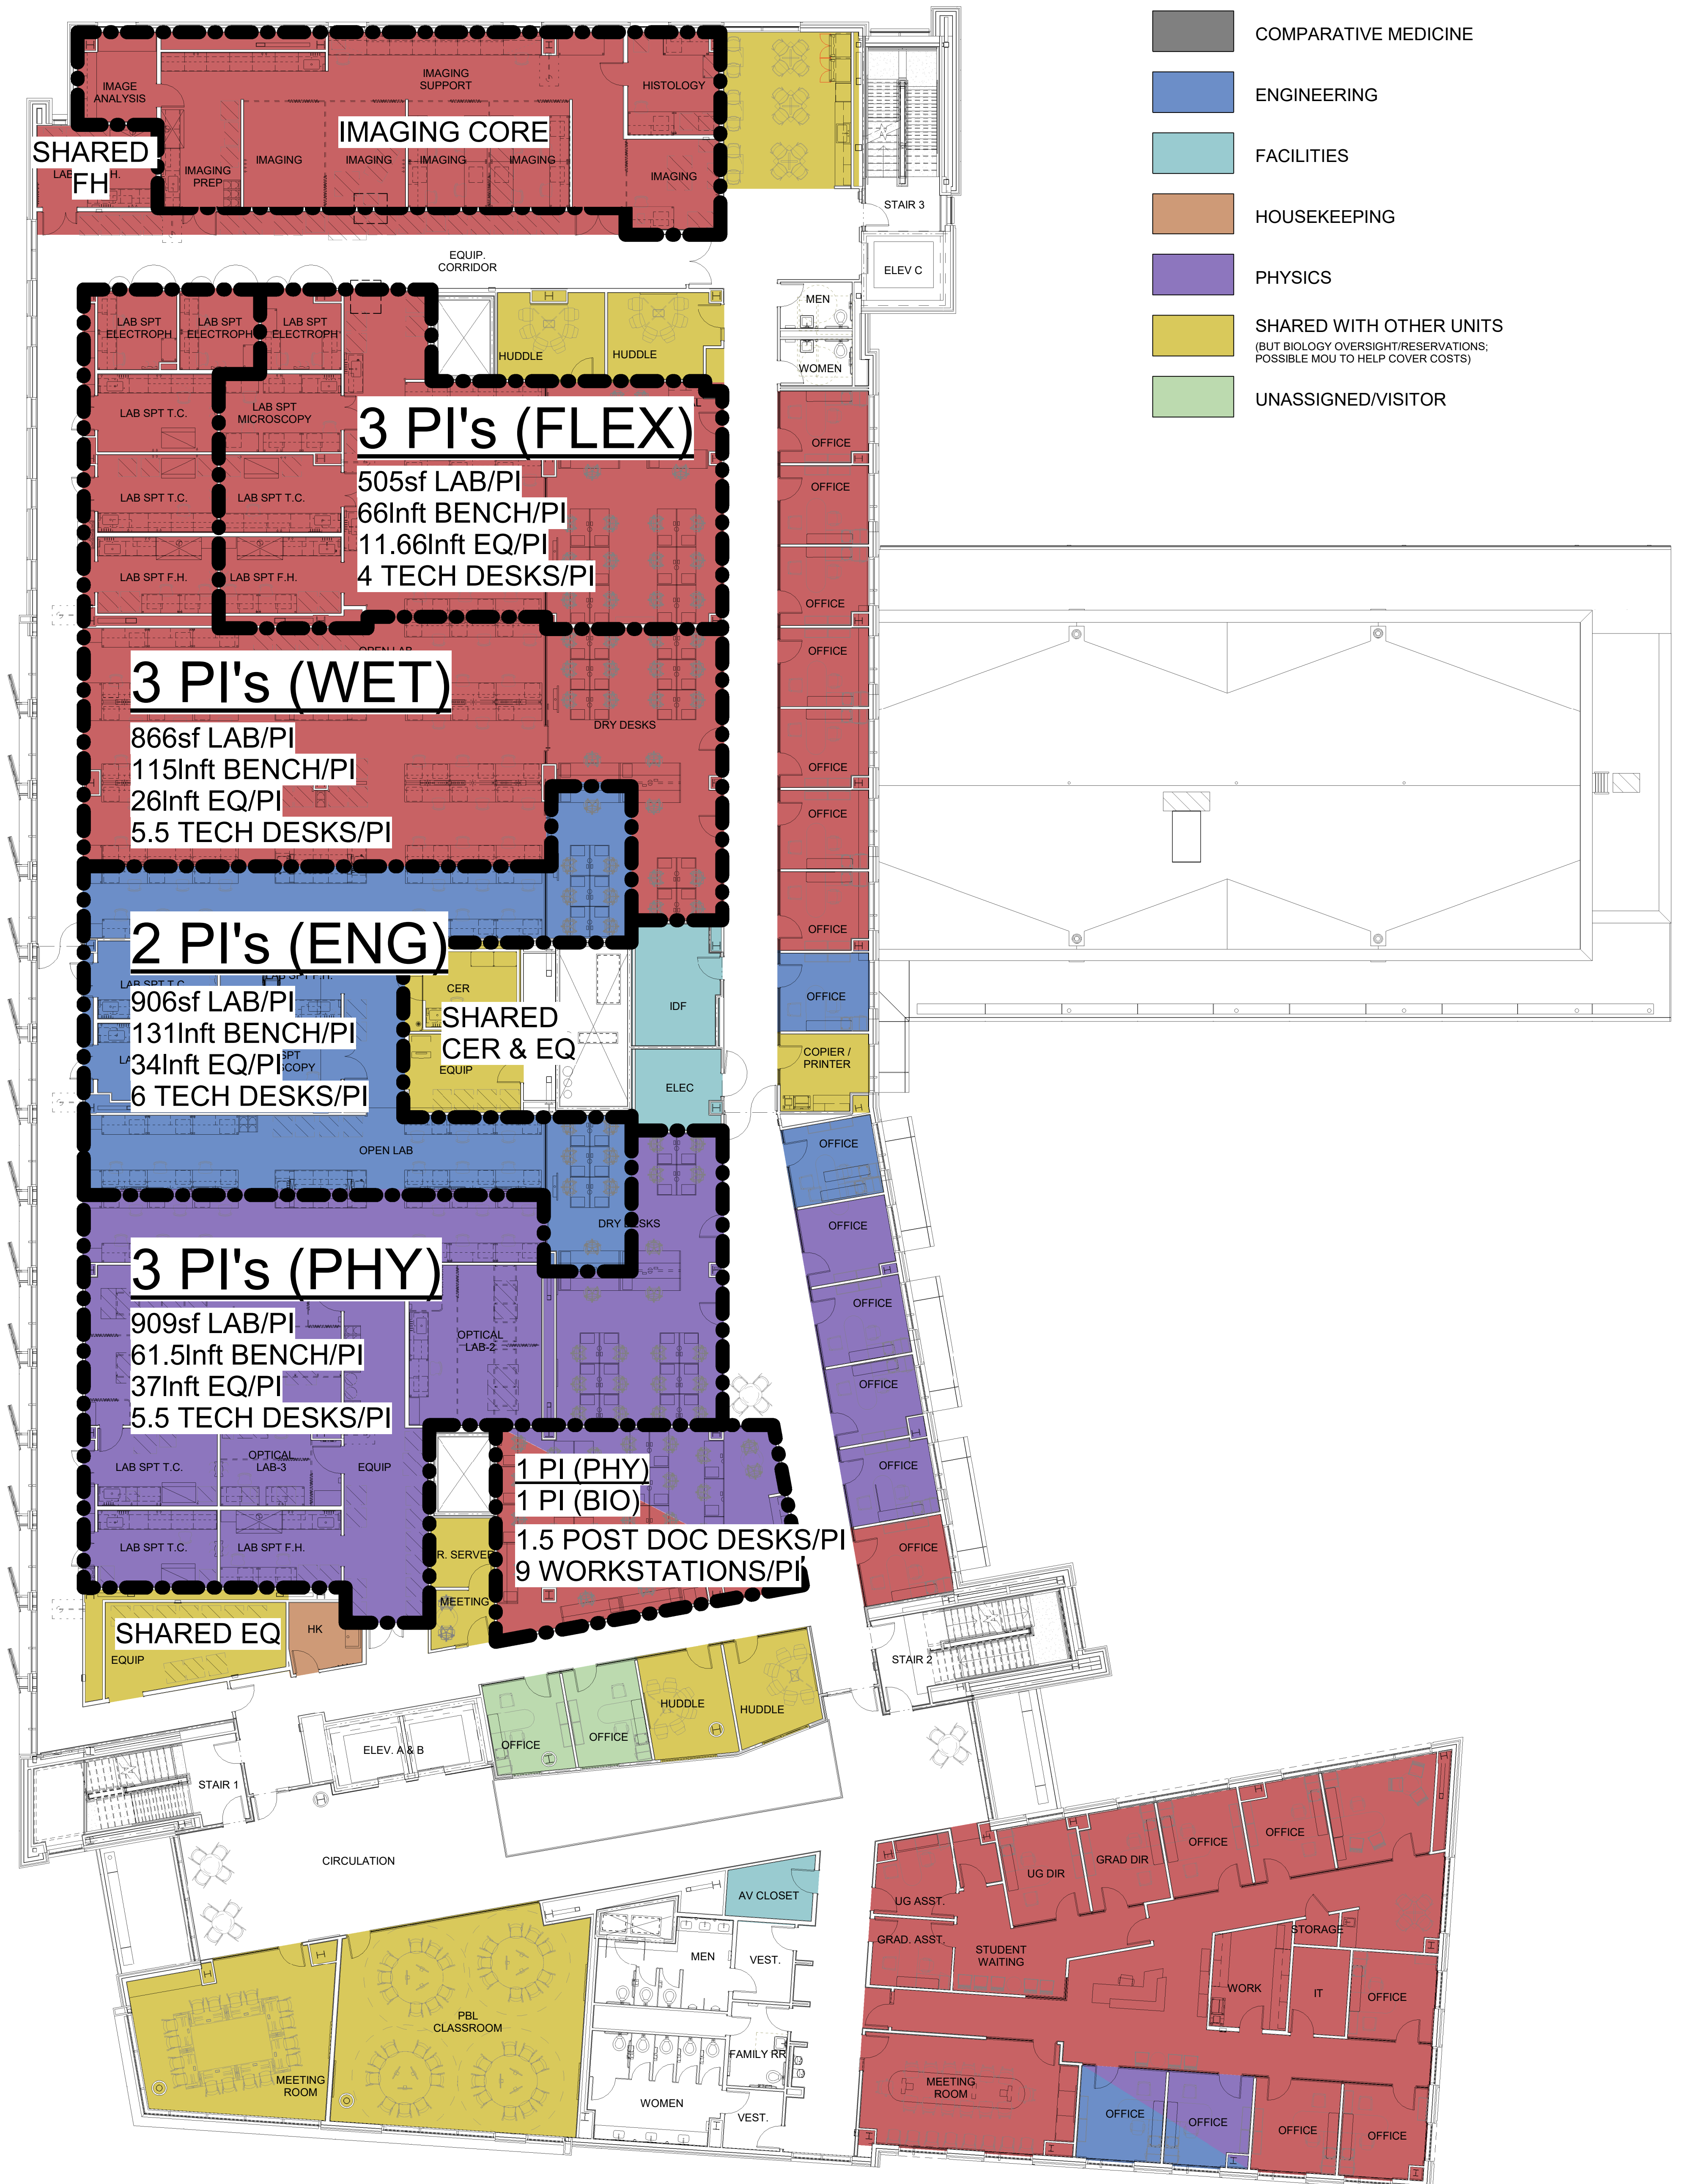 COMPARATIVE MEDICINE
ENGINEERING
FACILITIES
HOUSEKEEPING
PHYSICS
SHARED WITH OTHER UNITS
(BUT BIOLOGY OVERSIGHT/RESERVATIONS;
POSSIBLE MOU TO HELP COVER COSTS)
UNASSIGNED/VISITOR
IMAGE
ANALYSIS
IMAGING
SUPPORT
HISTOLOGY
IMAGING CORE
SHARED
FH
IMAGING
PREP
IMAGING
IMAGING
IMAGING
IMAGING
IMAGING
STAIR 3
EQUIP.
CORRIDOR
ELEV C
MEN
WOMEN
LAB SPT
ELECTROPH
LAB SPT
ELECTROPH
LAB SPT
ELECTROPH
HUDDLE
HUDDLE
LAB SPT T.C.
LAB SPT
MICROSCOPY
3 PI's (FLEX)
505sf LAB/PI
66lnft BENCH/PI
11.66lnft EQ/PI
4 TECH DESKS/PI
LAB SPT T.C.
LAB SPT T.C.
LAB SPT F.H.
LAB SPT F.H.
OFFICE
OFFICE
OFFICE
OFFICE
OFFICE
OFFICE
OFFICE
OPEN LAB
3 PI's (WET)
866sf LAB/PI
115lnft BENCH/PI
26lnft EQ/PI
5.5 TECH DESKS/PI
DRY DESKS
2 PI's (ENG)
906sf LAB/PI
131lnft BENCH/PI
34lnft EQ/PI
6 TECH DESKS/PI
LAB SPT T.C.
LAB SPT F.H.
CER
SHARED
CER & EQ
EQUIP
IDF
ELEC
OFFICE
COPIER /
PRINTER
OFFICE
OPEN LAB
DRY DESKS
3 PI's (PHY)
909sf LAB/PI
61.5lnft BENCH/PI
37lnft EQ/PI
5.5 TECH DESKS/PI
OPTICAL
LAB-2
OFFICE
OFFICE
OFFICE
OFFICE
OFFICE
LAB SPT T.C.
OPTICAL
LAB-3
EQUIP
LAB SPT T.C.
LAB SPT F.H.
1 PI (PHY)
1 PI (BIO)
1.5 POST DOC DESKS/PI
9 WORKSTATIONS/PI
R. SERVER
MEETING
SHARED EQ
EQUIP
HK
STAIR 2
OFFICE
OFFICE
HUDDLE
HUDDLE
ELEV. A & B
STAIR 1
CIRCULATION
AV CLOSET
MEN
VEST.
PBL
CLASSROOM
MEETING
ROOM
FAMILY RR
WOMEN
VEST.
UG ASST.
UG DIR
GRAD DIR
OFFICE
OFFICE
GRAD. ASST.
STUDENT
WAITING
STORAGE
WORK
IT
OFFICE
MEETING
ROOM
OFFICE
OFFICE
OFFICE
OFFICE